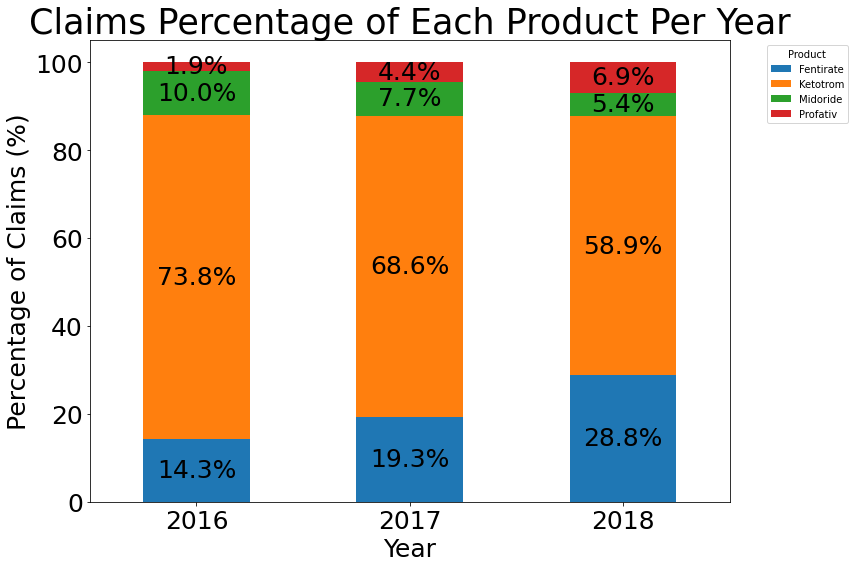 Claims Percentage of Each Product Per Year
Percentage of Claims (%)
100
80
60
40
20
0
1.9%
10.0%
73.8%
14.3%
4.4%
7.7%
68.6%
19.3%
6.9%
5.4%
58.9%
28.8%
2016
2017
2018
Year
Product
Fentirate
Ketotrom
Midoride
Profativ